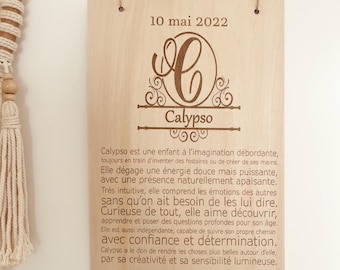 10 mai 2022
C
Calypso
Calypso est une enfant à l'imagination débordante,
toujours en train d'inventer des histoires ou de créer de ses mains.
Elle dégage une énergie douce mais puissante,
avec une présence naturellement apaisante.
Très intuitive, elle comprend les émotions des autres
sans qu'on ait besoin de les lui dire.
Curieuse de tout, elle aime découvrir,
apprendre et poser des questions profondes pour son âge.
Elle est aussi indépendante, capable de suivre son propre chemin
avec confiance et détermination.
Calypso a le don de rendre les choses plus belles autour d'elle,
par sa créativité et sa sensibilité lumineuse.